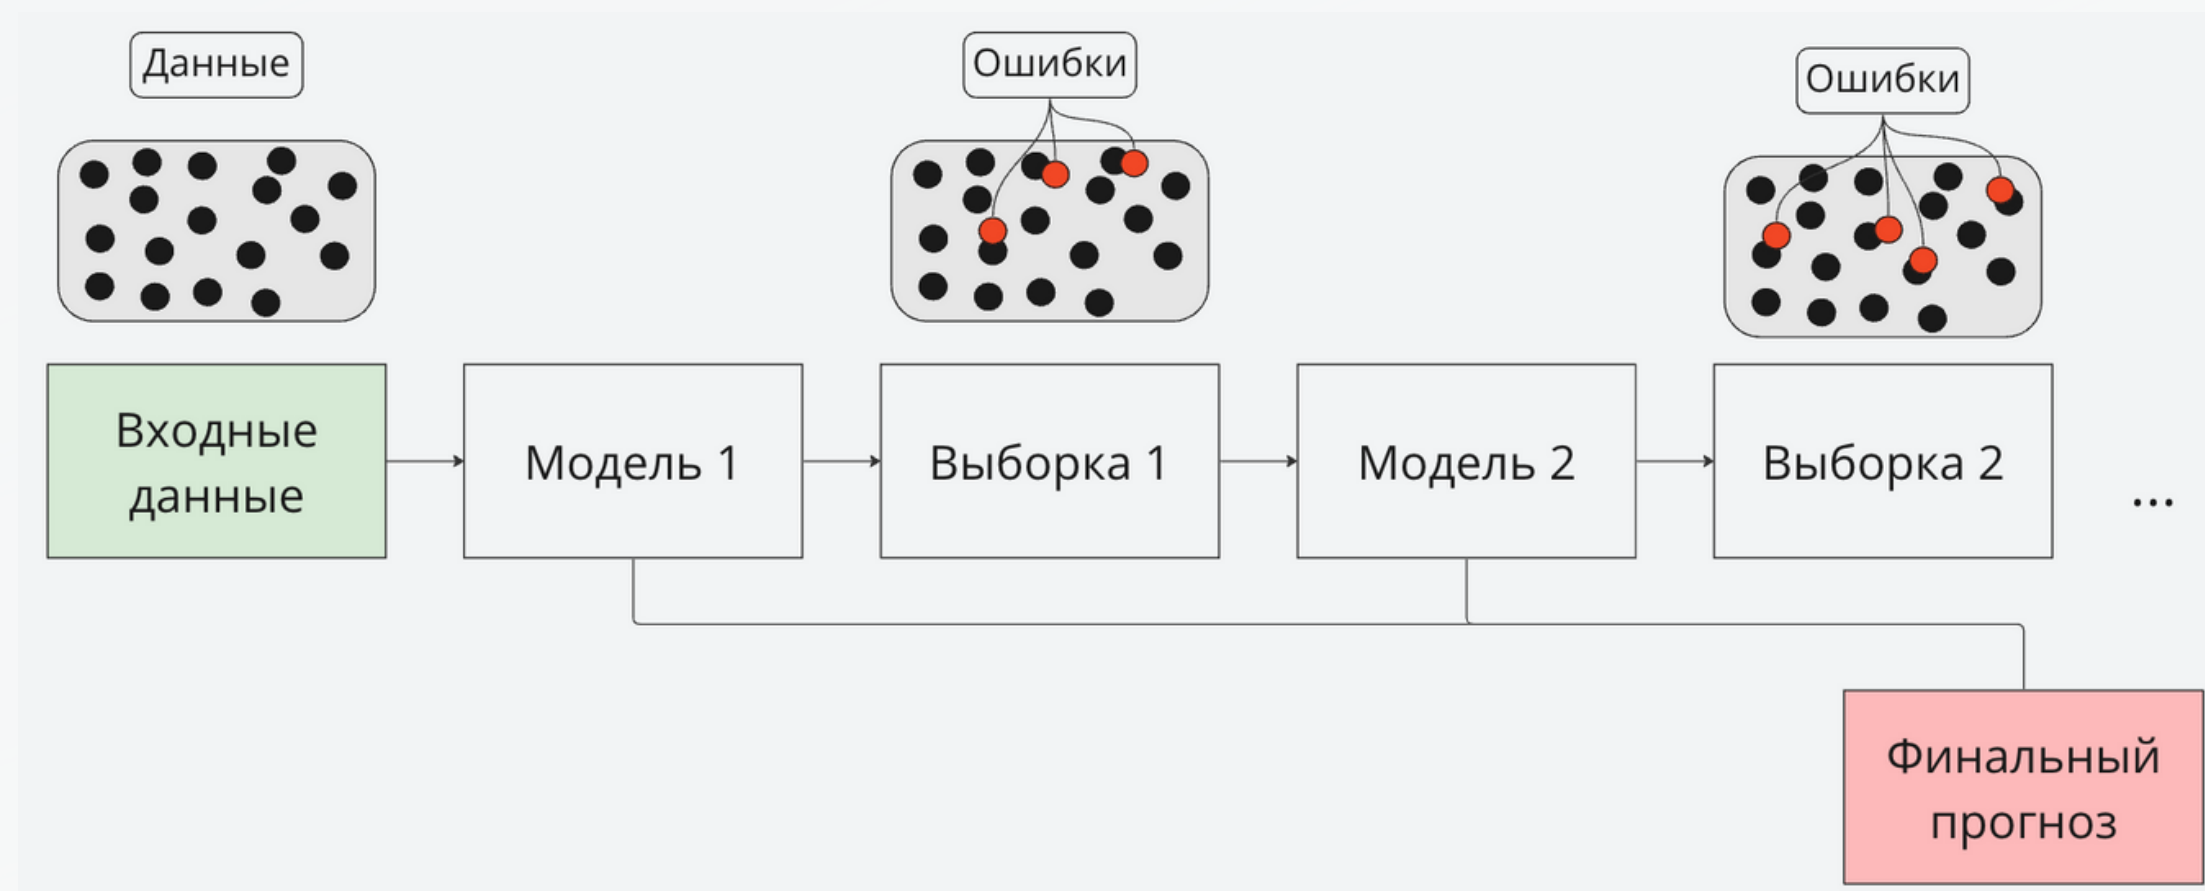 Данные
Ошибки
Ошибки
Входные
данные
Модель 1
Выборка 1
Модель 2
Выборка 2
...
Финальный
прогноз